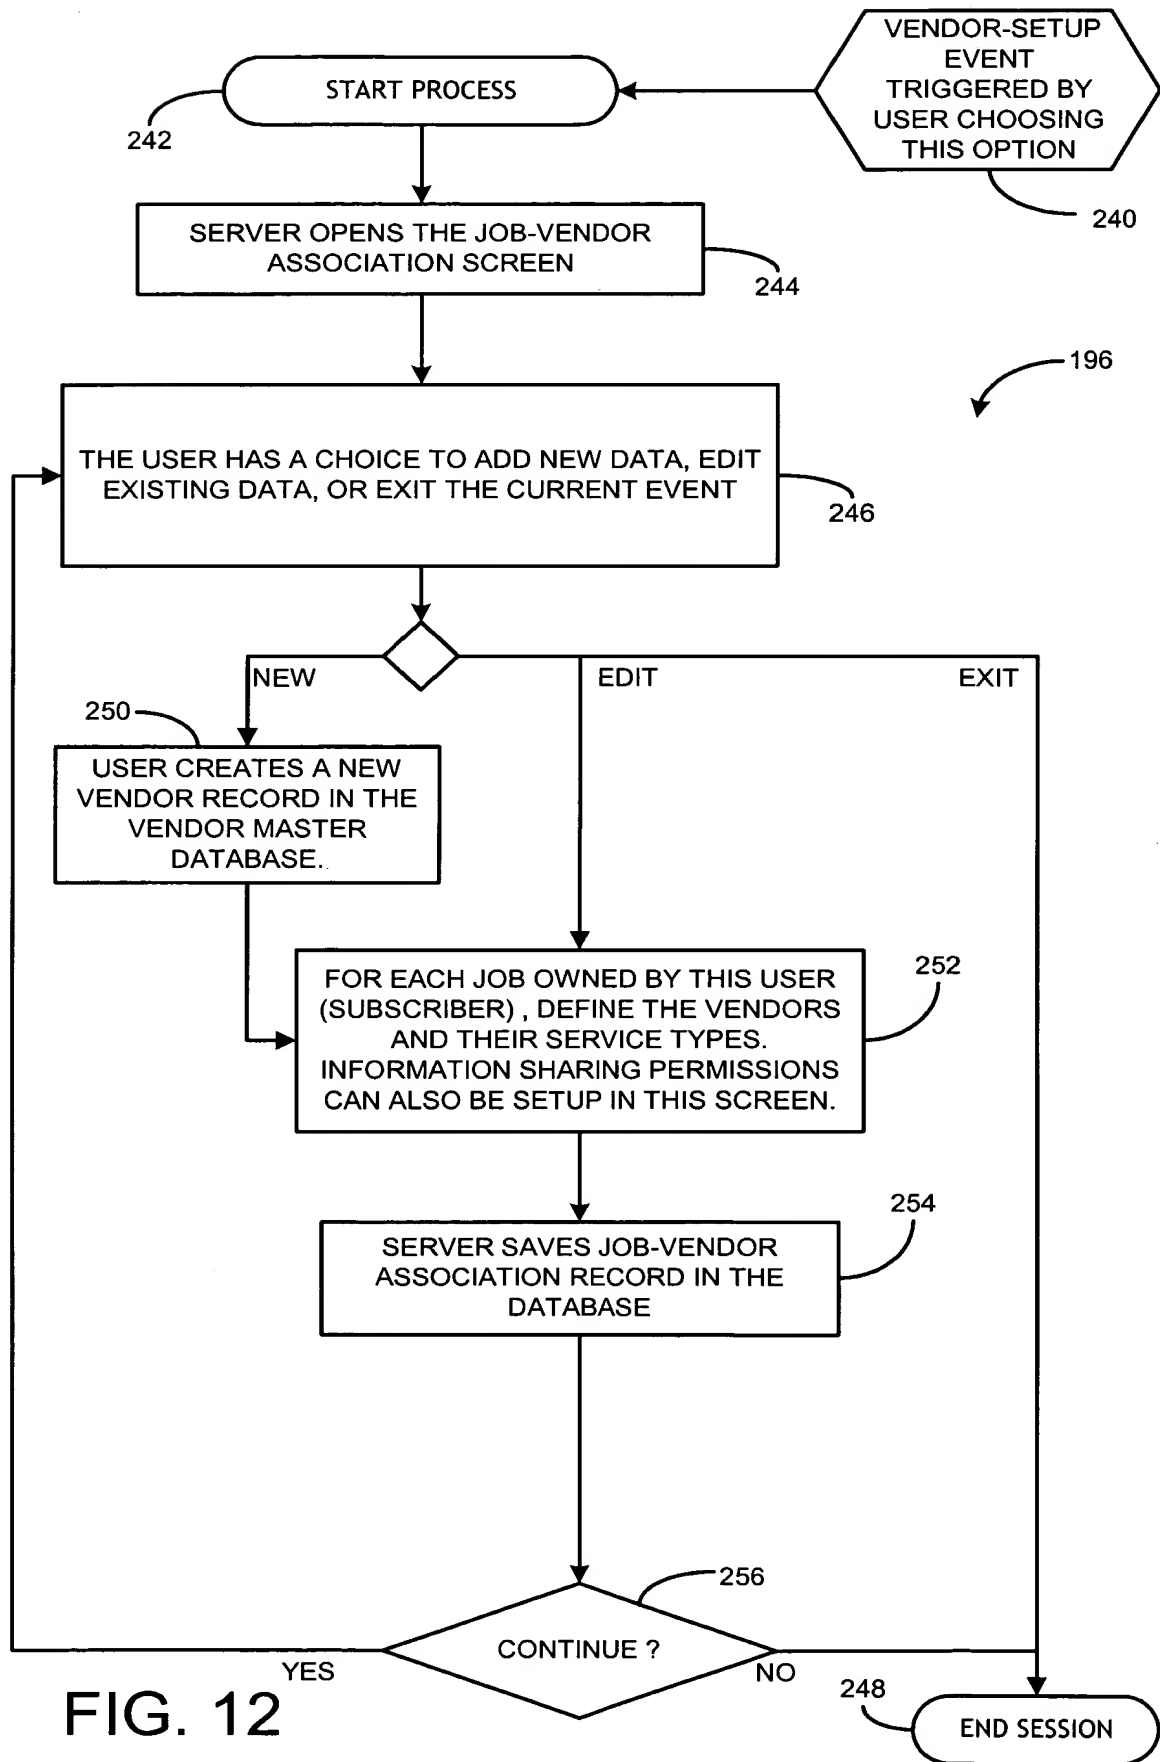 VENDOR-SETUP
EVENT
TRIGGERED BY
USER CHOOSING
THIS OPTION
START PROCESS
242
240
SERVER OPENS THE JOB-VENDOR
ASSOCIATION SCREEN
244
196
THE USER HAS A CHOICE TO ADD NEW DATA, EDIT
EXISTING DATA, OR EXIT THE CURRENT EVENT
246
NEW
EDIT
EXIT
250
USER CREATES A NEW
VENDOR RECORD IN THE
VENDOR MASTER
DATABASE.
252
FOR EACH JOB OWNED BY THIS USER
(SUBSCRIBER) , DEFINE THE VENDORS
AND THEIR SERVICE TYPES.
INFORMATION SHARING PERMISSIONS
CAN ALSO BE SETUP IN THIS SCREEN.
254
SERVER SAVES JOB-VENDOR
ASSOCIATION RECORD IN THE
DATABASE
256
CONTINUE ?
YES
NO
248
END SESSION
FIG. 12